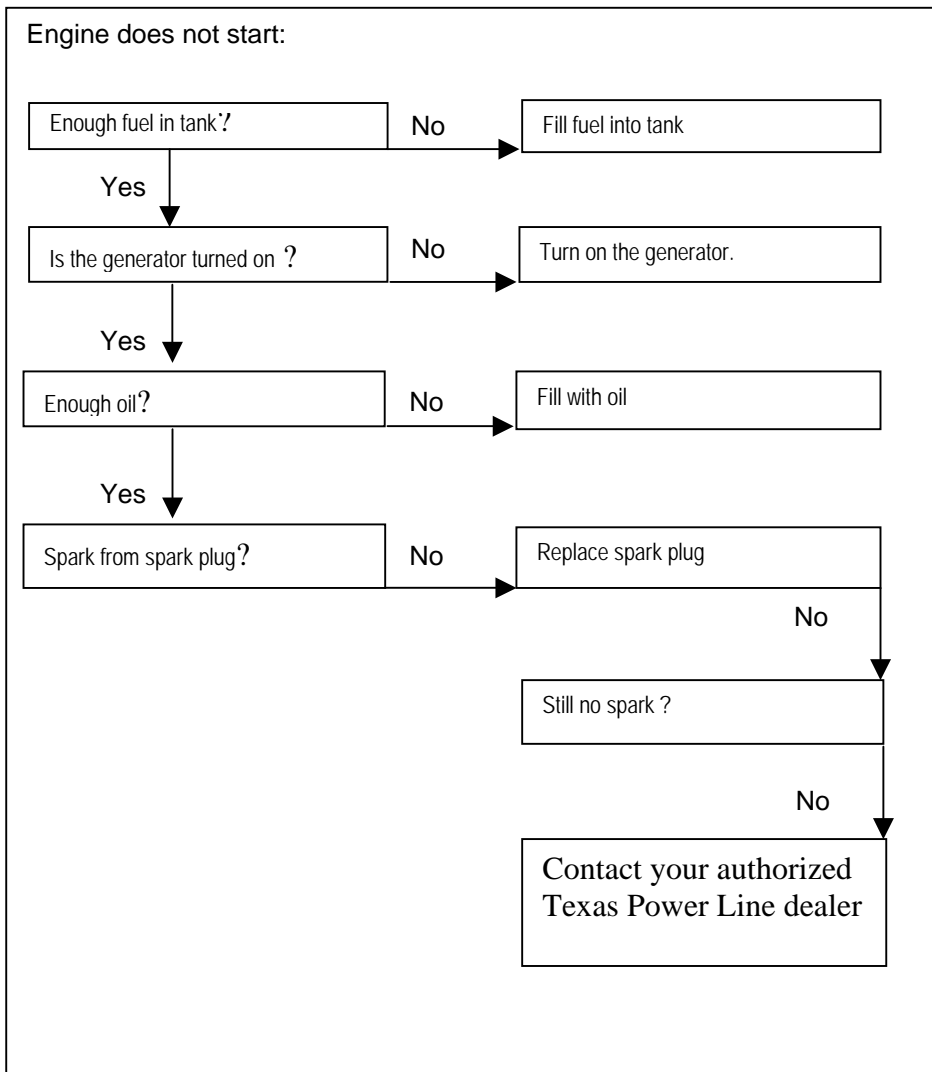 Engine does not start:
Enough fuel in tank?
No
Fill fuel into tank
Yes
Is the generator turned on ?
No
Turn on the generator.
Yes
Enough oil?
No
Fill with oil
Yes
Spark from spark plug?
No
Replace spark plug
No
Still no spark ?
No
Contact your authorized
Texas Power Line dealer